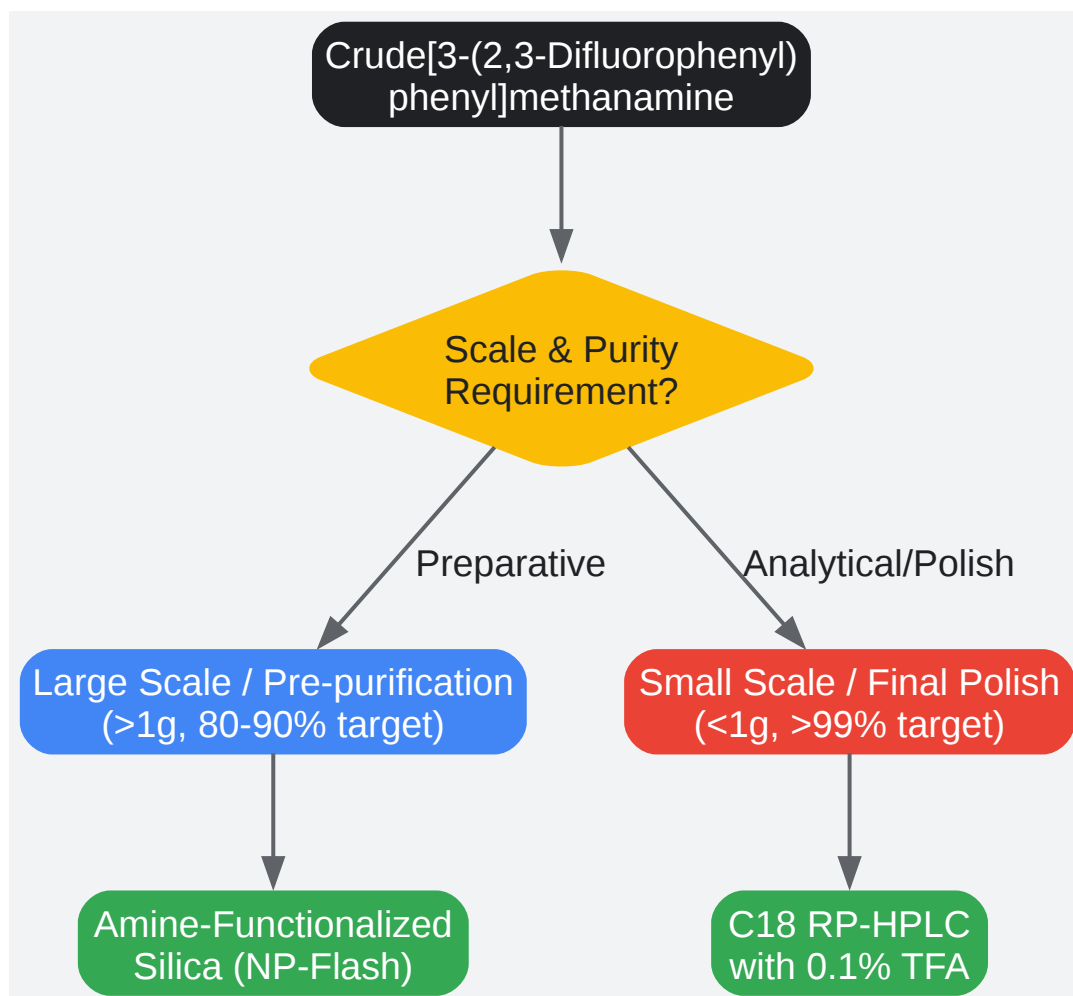 Crude[3-(2,3-Difluorophenyl)
phenyl]methanamine
Scale & Purity
Requirement?
Preparative
Analytical/Polish
Large Scale / Pre-purification
(>1g, 80-90% target)
Small Scale / Final Polish
(<1g, >99% target)
Amine-Functionalized
Silica (NP-Flash)
C18 RP-HPLC
with 0.1% TFA